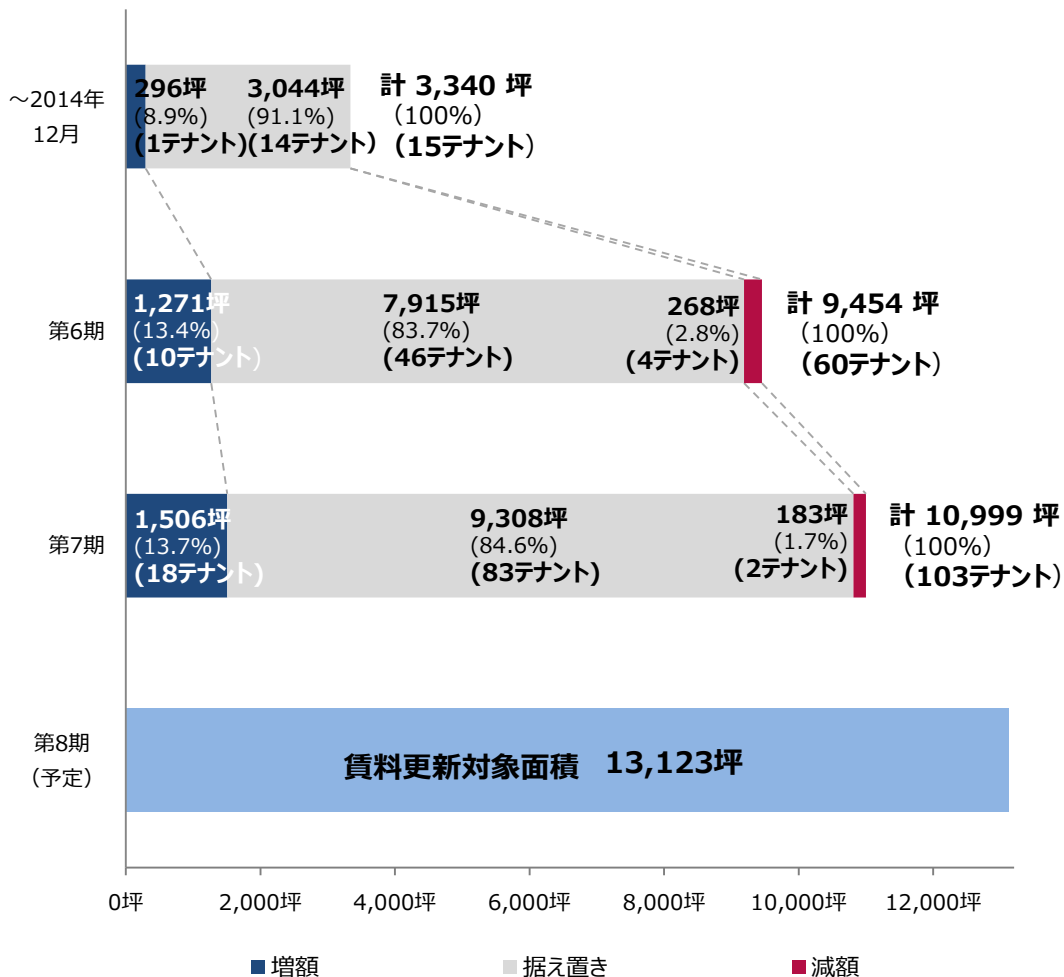 ～2014年
12月
296坪
(8.9%)
(1テナント)
3,044坪
(91.1%)
(14テナント)
計 3,340 坪
(100%)
(15テナント)
第6期
1,271坪
(13.4%)
(10テナント)
7,915坪
(83.7%)
(46テナント)
268坪
(2.8%)
(4テナント)
計 9,454 坪
(100%)
(60テナント)
第7期
1,506坪
(13.7%)
(18テナント)
9,308坪
(84.6%)
(83テナント)
183坪
(1.7%)
(2テナント)
計 10,999 坪
(100%)
(103テナント)
第8期
（予定）
賃料更新対象面積 13,123坪
0坪 2,000坪 4,000坪 6,000坪 8,000坪 10,000坪 12,000坪
増額 据え置き 減額